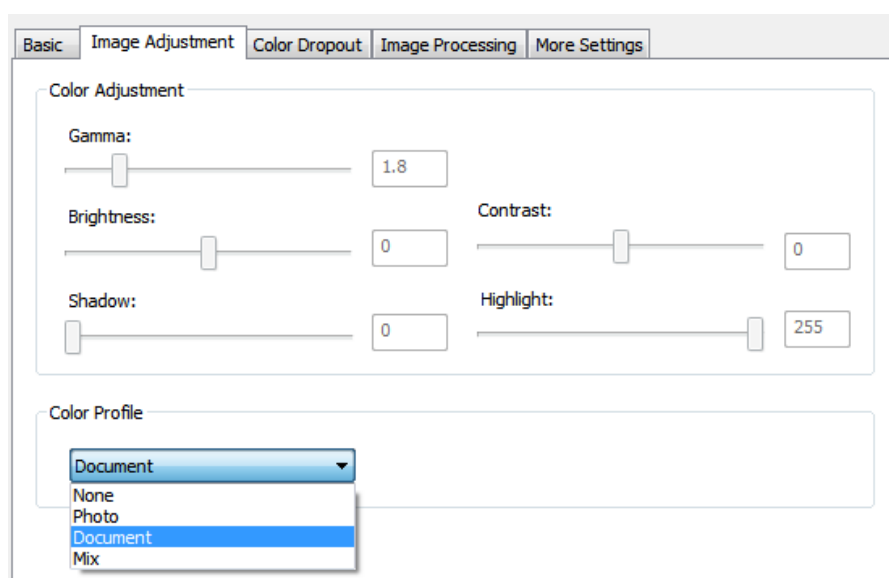 Basic Image Adjustment Color Dropout Image Processing More Settings
Color Adjustment
Gamma:
1.8
Brightness:
0
Contrast:
0
Shadow:
0
Highlight:
255
Color Profile
Document
None
Photo
Document
Mix